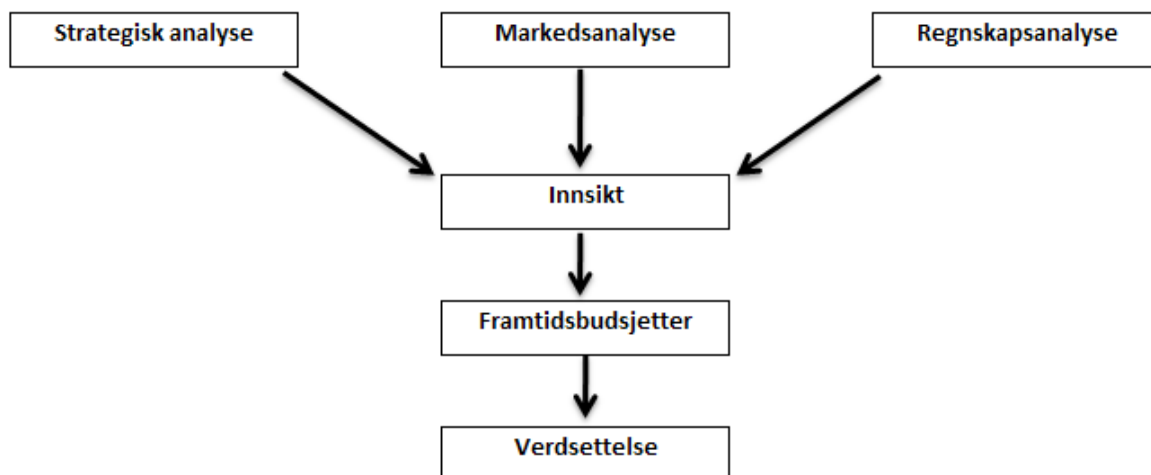 Strategisk analyse
Markedsanalyse
Regnskapsanalyse
Innsikt
Framtidsbudsjetter
Verdsettelse